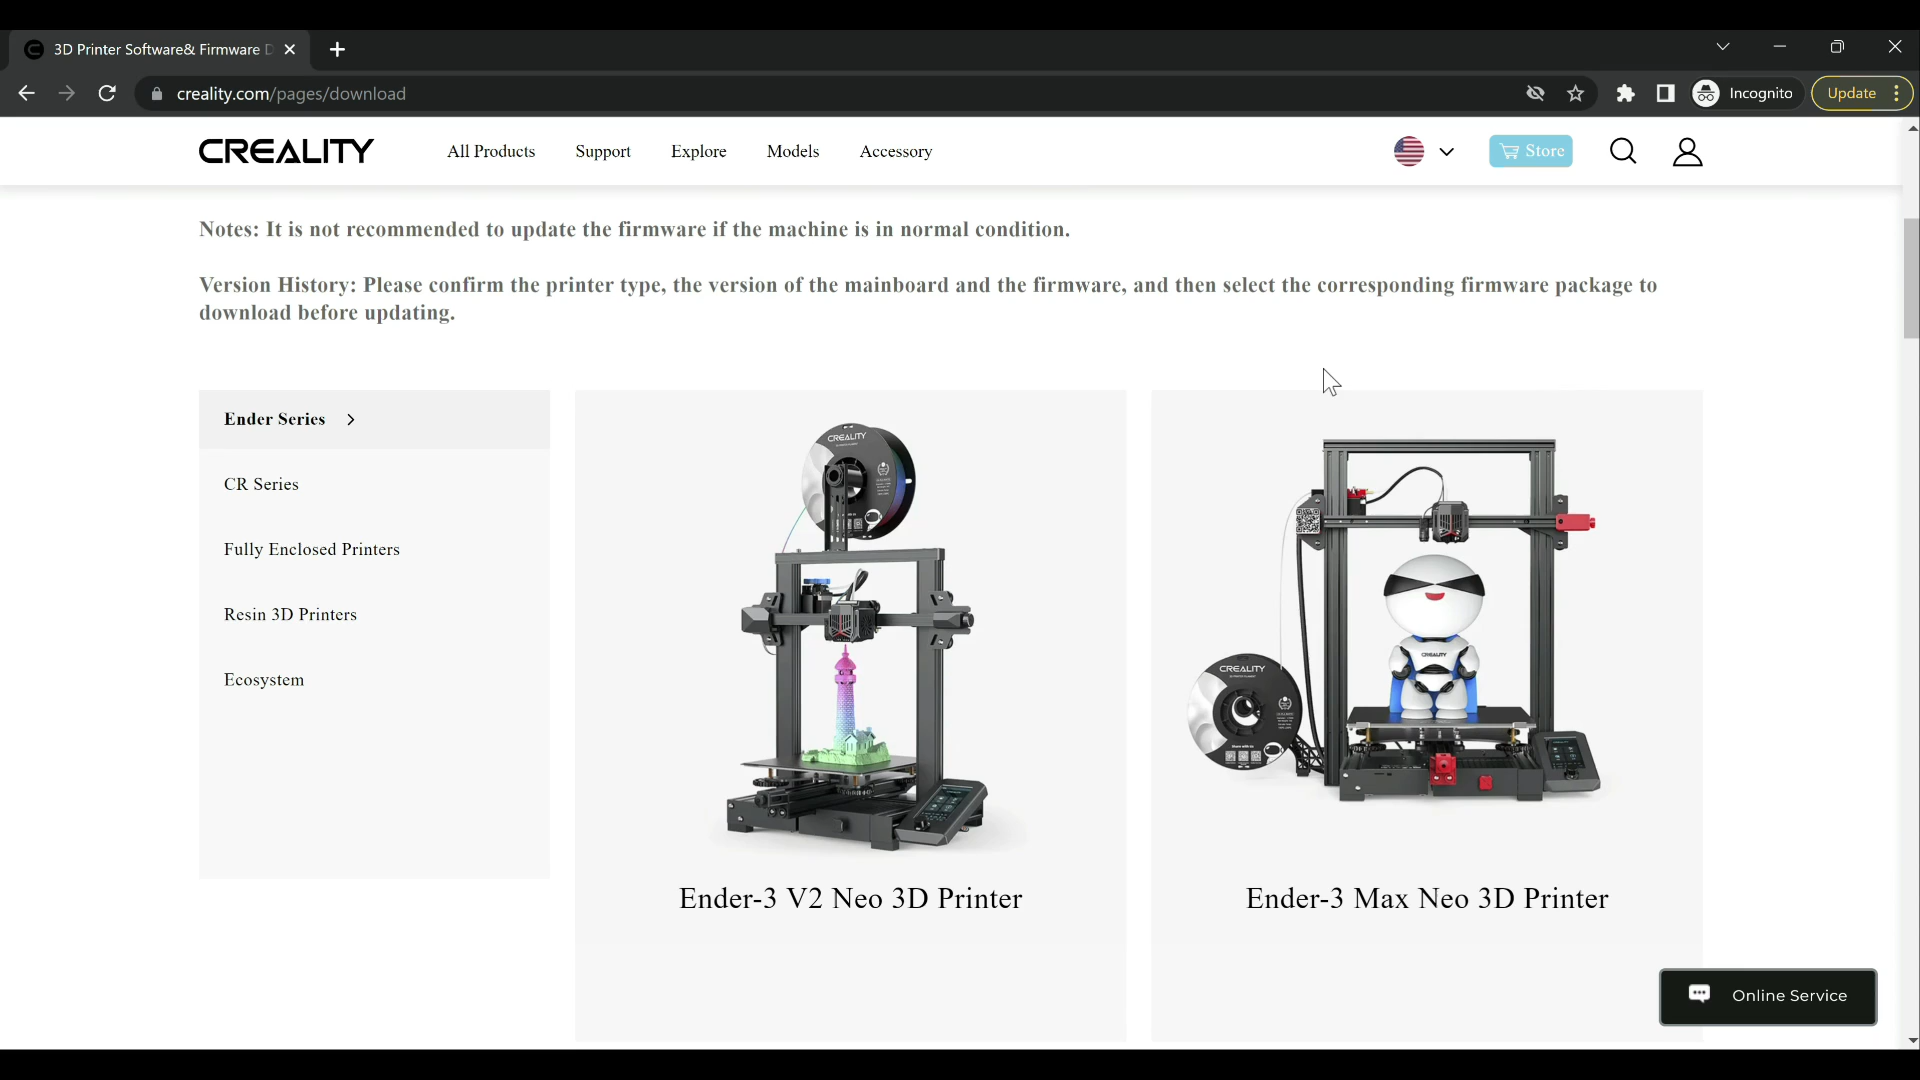 3D Printer Software& Firmware D
creality.com/pages/download
Incognito
Update
CREALITY
All Products
Support
Explore
Models
Accessory
Store
Notes: It is not recommended to update the firmware if the machine is in normal condition.
Version History: Please confirm the printer type, the version of the mainboard and the firmware, and then select the corresponding firmware package to
download before updating.
Ender Series
CR Series
Fully Enclosed Printers
Resin 3D Printers
Ecosystem
CREALITY
CREALITY
CREALITY
Ender-3 V2 Neo 3D Printer
Ender-3 Max Neo 3D Printer
Online Service